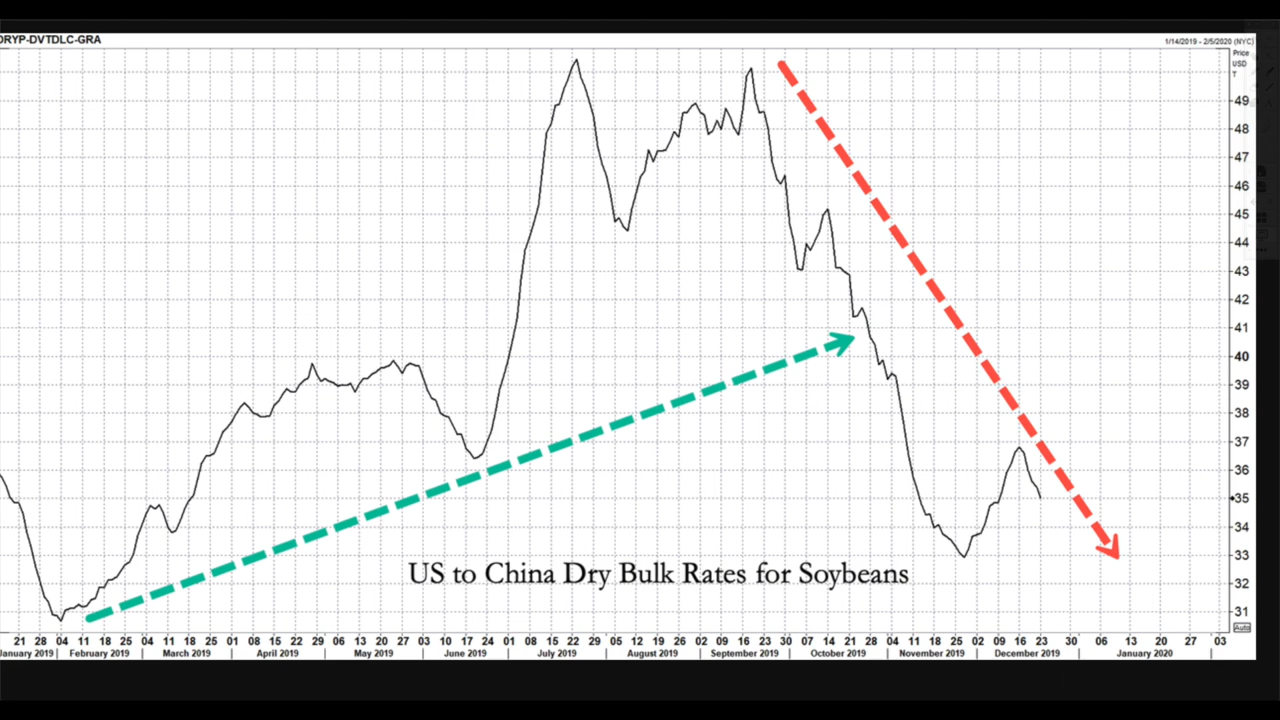 DRYP-DVTDLC-GRA
1/14/2019 - 2/5/2020 (NYC)
Price
USD
T
49
48
47
46
45
44
43
42
41
40
39
38
37
36
35
34
33
32
31
Auto
US to China Dry Bulk Rates for Soybeans
21 28 04 11 18 25 04 11 18 25 01 08 15 22 29 06 13 20 27 03 10 17 24 01 08 15 22 29 05 12 19 26 02 09 16 23 30 07 14 21 28 04 11 18 25 02 09 16 23 30 06 13 20 27 03
January 2019 February 2019 March 2019 April 2019 May 2019 June 2019 July 2019 August 2019 September 2019 October 2019 November 2019 December 2019 January 2020